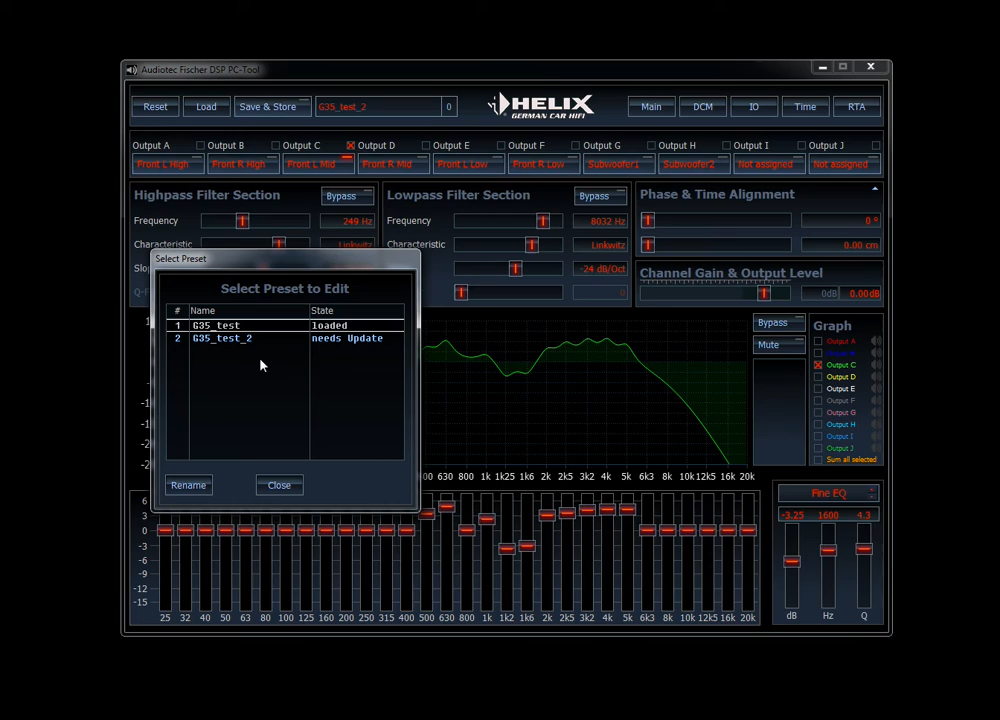 Audiotec Fischer DSP PC-Tool
Reset Load Save & Store G35_test_2 0 HELIX Main DCM IO Time RTA
GERMAN CAR HIFI
Output A Output B Output C Output D Output E Output F Output G Output H Output I Output J
Front L High Front R High Front L Mid Front R Mid Front L Low Front R Low Subwoofer1 Subwoofer2 Not assigned Not assigned
Highpass Filter Section Bypass Lowpass Filter Section Bypass Phase & Time Alignment
Frequency 249 Hz Frequency 8032 Hz 0 °
Characteristic Linkwitz Characteristic Linkwitz 0.00 cm
-24 dB/Oct
Channel Gain & Output Level
0 0dB 0.00dB
Select Preset
Select Preset to Edit
# Name State
1 G35_test loaded
2 G35_test_2 needs Update
Rename Close
Bypass Graph
Mute
Output A
Output C
Output D
Output E
Output F
Output G
Output H
Output I
Output J
Sum all selected
630 800 1k 1k25 1k6 2k 2k5 3k2 4k 5k 6k3 8k 10k 12k5 16k 20k
Fine EQ
-3.25 1600 4.3
6
3
0
-3
-6
-9
-12
-15
25 32 40 50 63 80 100 125 160 200 250 315 400 500 630 800 1k 1k2 1k6 2k 2k5 3k2 4k 5k 6k3 8k 10k 12k5 16k 20k
dB Hz Q